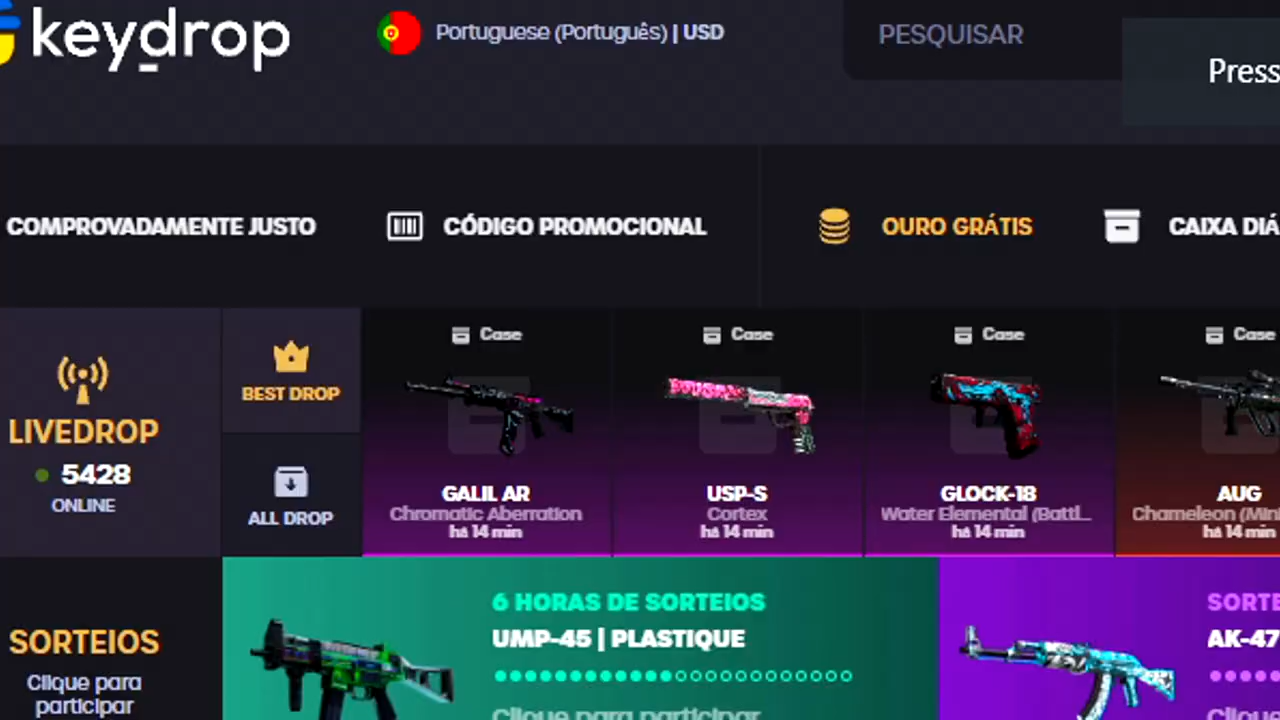 keydrop
Portuguese (Português) | USD
PESQUISAR
Press
COMPROVADAMENTE JUSTO
CÓDIGO PROMOCIONAL
OURO GRÁTIS
CAIXA DIÁ
LIVEDROP
5428
ONLINE
BEST DROP
ALL DROP
Case
GALIL AR
Chromatic Aberration
há 14 min
Case
USP-S
Cortex
há 14 min
Case
GLOCK-18
Water Elemental (Battl...
há 14 min
Case
AUG
Chameleon (Mini
há 14 min
SORTEIOS
Clique para
participar
6 HORAS DE SORTEIOS
UMP-45 | PLASTIQUE
Clique para participar
SORTE
AK-47